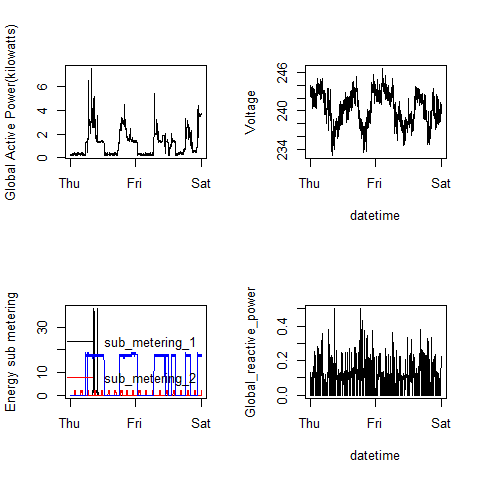 Global Active Power(kilowatts)
0 2 4 6
Thu Fri Sat
Voltage
234 240 246
Thu Fri Sat
datetime
Energy sub metering
0 10 30
sub_metering_1
sub_metering_2
Thu Fri Sat
Global_reactive_power
0.0 0.2 0.4
Thu Fri Sat
datetime